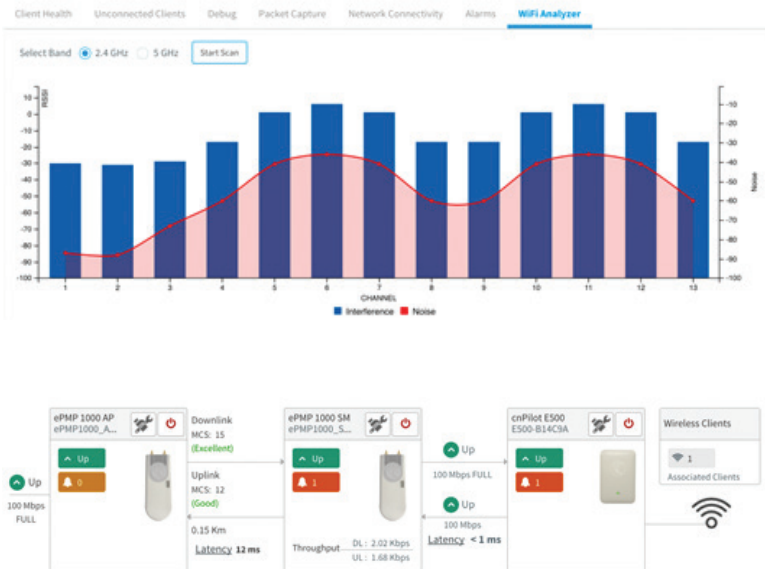 Client Health Unconnected Clients Debug Packet Capture Network Connectivity Alarms WiFi Analyzer
Select Band 2.4 GHz 5 GHz Start Scan
RSSI
10
0
-10
-20
-30
-40
-50
-60
-70
-80
-90
-100
-10
-20
-30
-40
-50
-60
-70
-80
-90
-100
Noise
1 2 3 4 5 6 7 8 9 10 11 12 13
CHANNEL
Interference Noise
Up
100 Mbps
FULL
ePMP 1000 AP
ePMP1000_A...
Up
0
Downlink
MCS: 15
(Excellent)
Uplink
MCS: 12
(Good)
0.15 Km
Latency 12 ms
ePMP 1000 SM
ePMP1000_S...
Up
1
Throughput
DL: 2.02 Kbps
UL: 1.68 Kbps
Up
100 Mbps FULL
Up
100 Mbps
Latency < 1 ms
cnPilot E500
E500-B14C9A
Up
1
Wireless Clients
1
Associated Clients